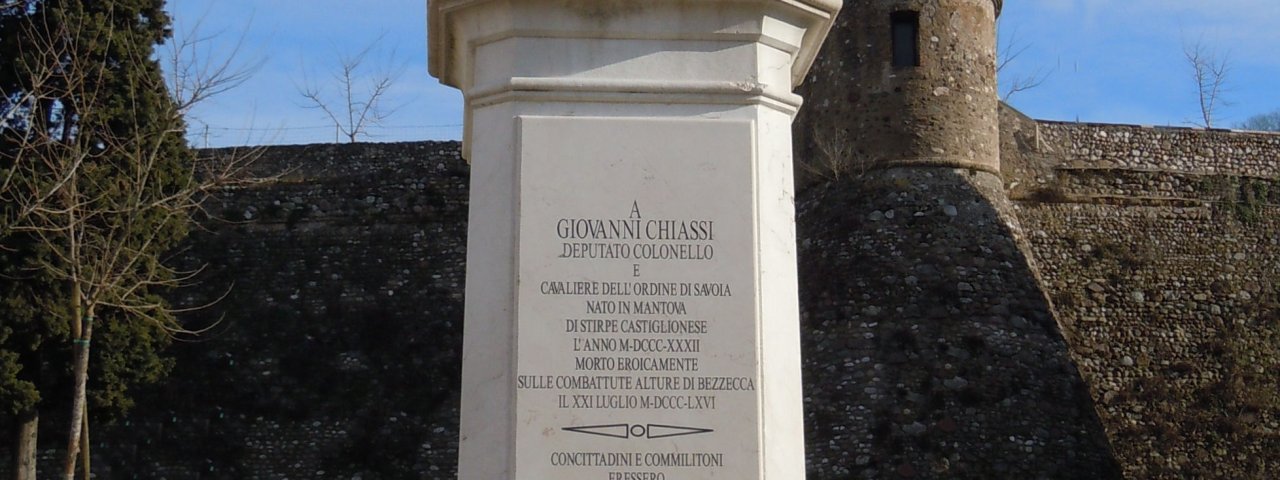 A
GIOVANNI CHIASSI
DEPUTATO COLONELLO
E
CAVALIERE DELL'ORDINE DI SAVOIA
NATO IN MANTOVA
DI STIRPE CASTIGLIONESE
L'ANNO M·DCCC·XXXII
MORTO EROICAMENTE
SULLE COMBATTUTE ALTURE DI BEZZECCA
IL XXI LUGLIO M·DCCC·LXVI
CONCITTADINI E COMMILITONI
ERESSERO